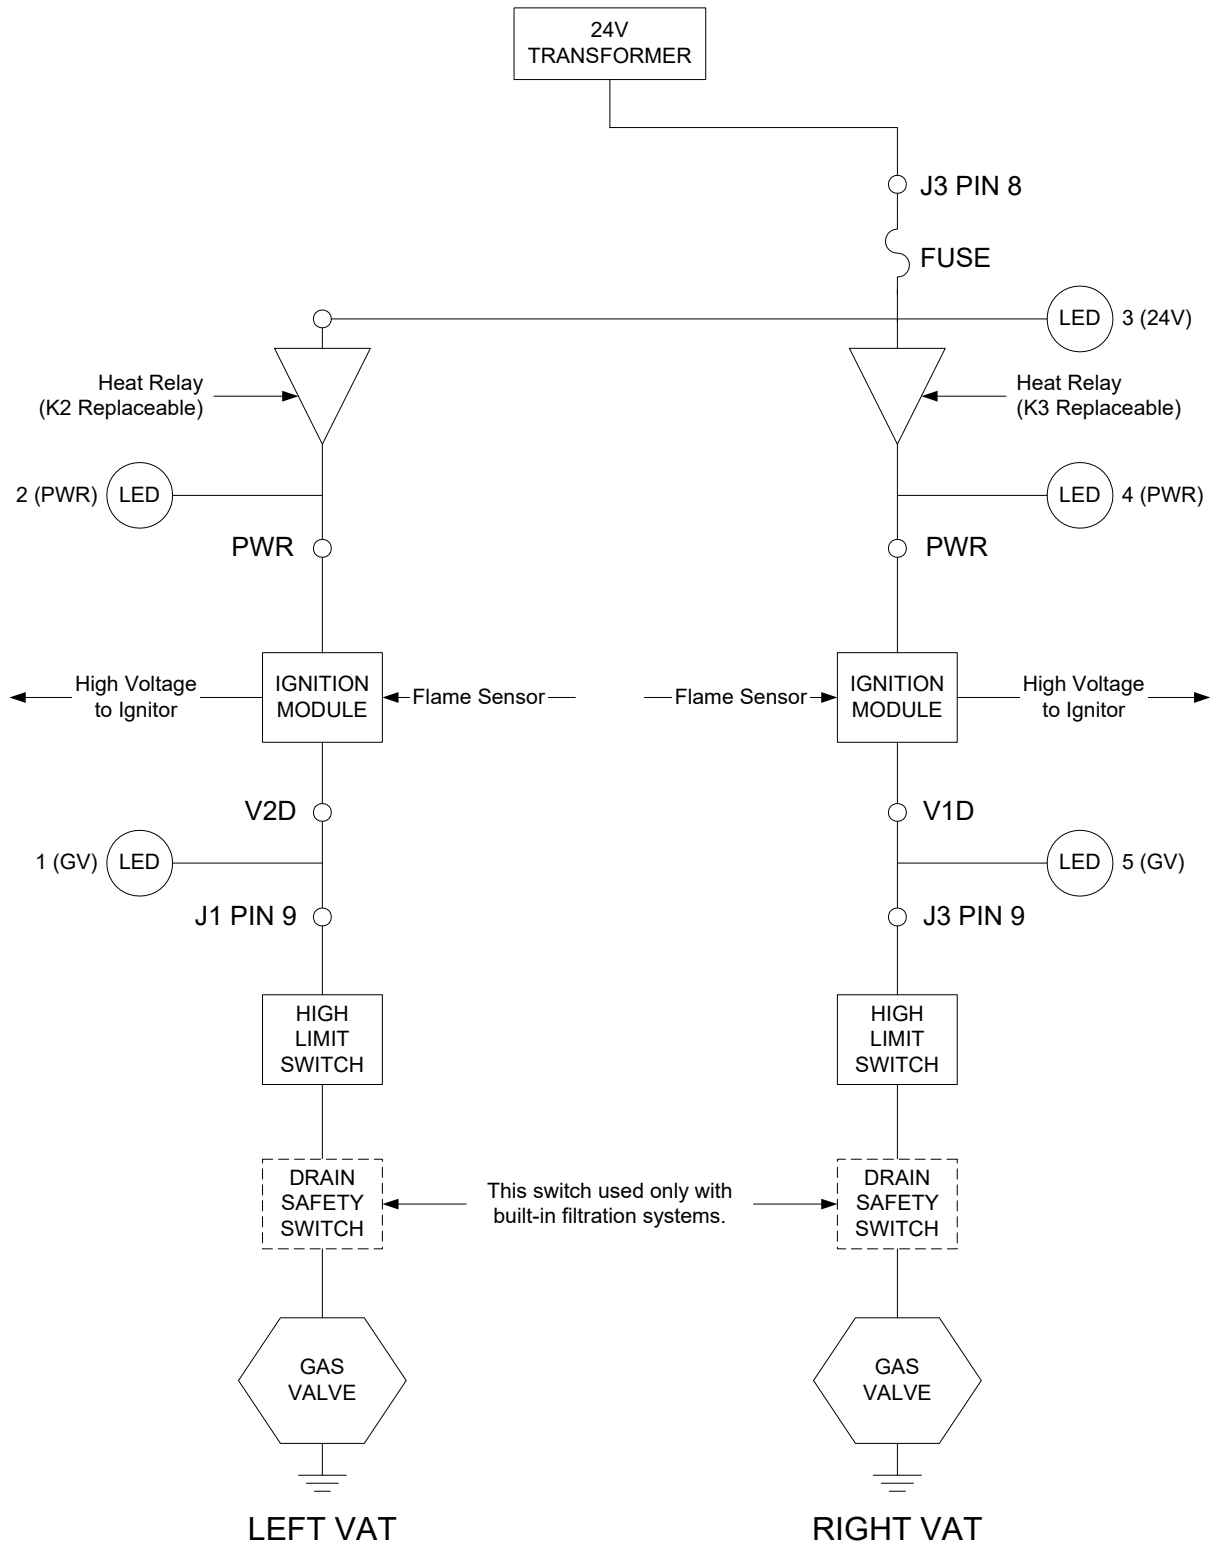 24V
TRANSFORMER
J3 PIN 8
FUSE
LED
3 (24V)
Heat Relay
(K2 Replaceable)
Heat Relay
(K3 Replaceable)
2 (PWR)
LED
LED
4 (PWR)
PWR
PWR
High Voltage
to Ignitor
IGNITION
MODULE
Flame Sensor
Flame Sensor
IGNITION
MODULE
High Voltage
to Ignitor
V2D
V1D
1 (GV)
LED
LED
5 (GV)
J1 PIN 9
J3 PIN 9
HIGH
LIMIT
SWITCH
HIGH
LIMIT
SWITCH
DRAIN
SAFETY
SWITCH
This switch used only with
built-in filtration systems.
DRAIN
SAFETY
SWITCH
GAS
VALVE
GAS
VALVE
LEFT VAT
RIGHT VAT